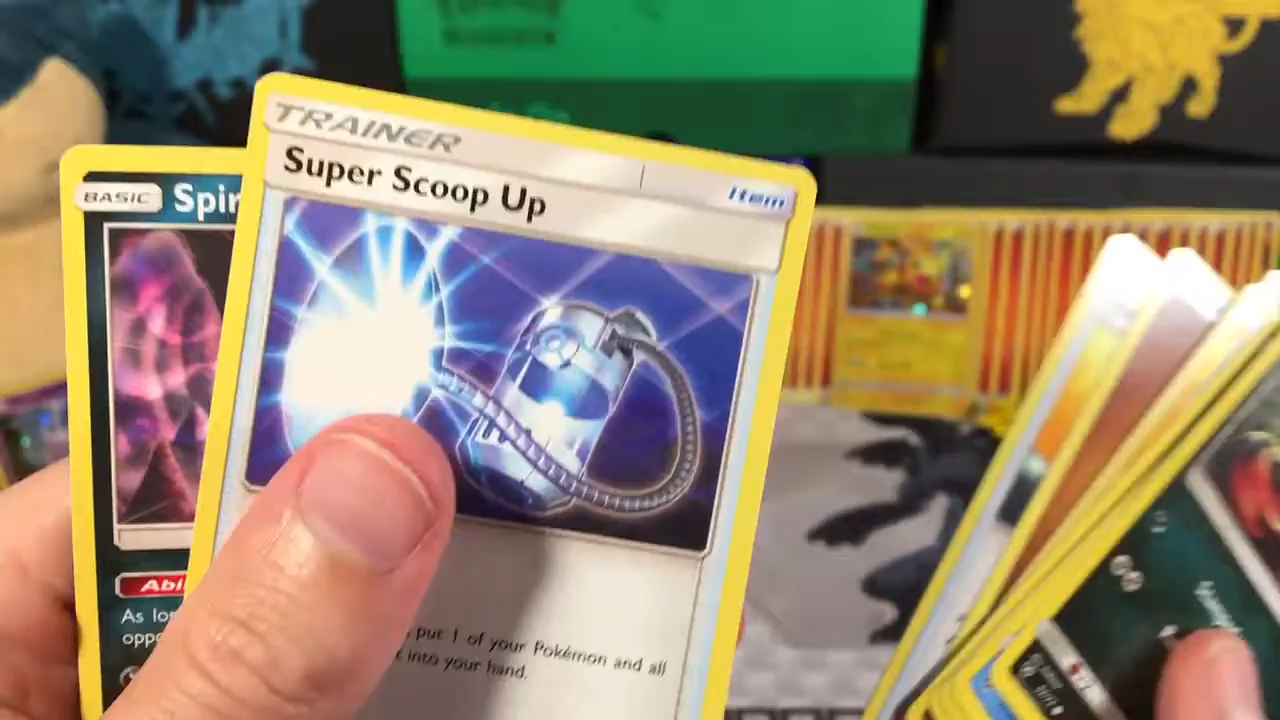 TRAINER
Super Scoop Up
Item
BASIC
Spir
Abi
As lon
oppo
put 1 of your Pokémon and all
into your hand.